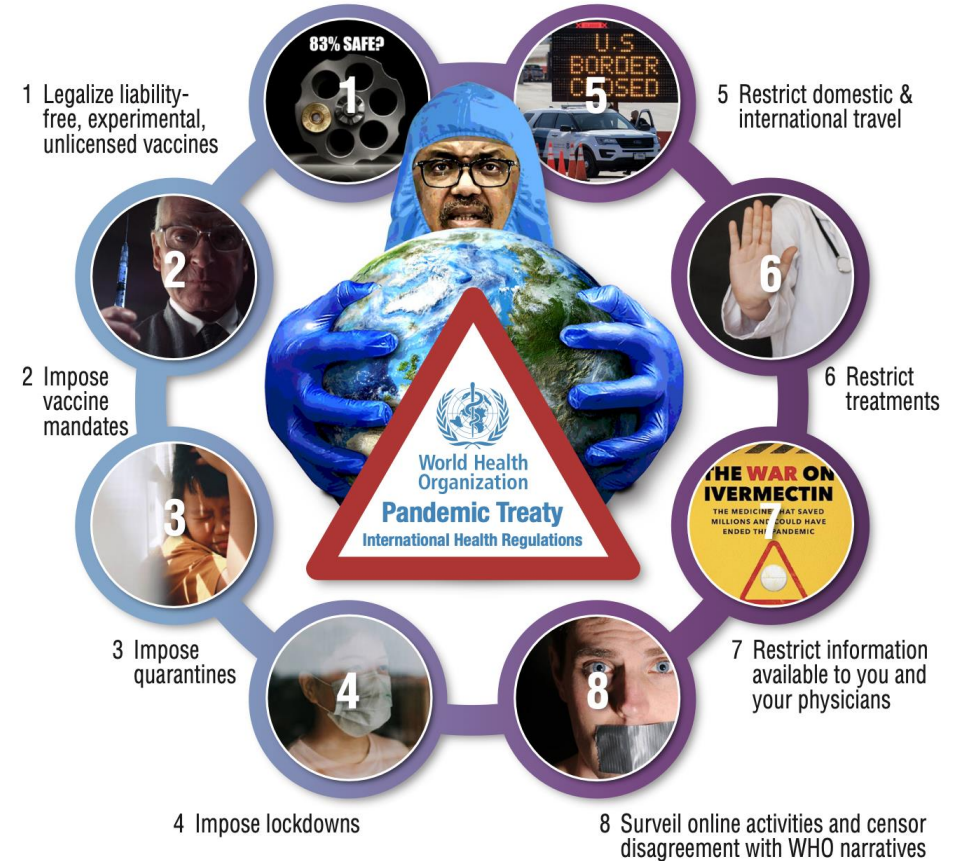 83% SAFE?
1
1 Legalize liability-
free, experimental,
unlicensed vaccines
U.S
BORDER
CLOSED
5
5 Restrict domestic &
international travel
2
2 Impose
vaccine
mandates
6
6 Restrict
treatments
World Health
Organization
Pandemic Treaty
International Health Regulations
3
3 Impose
quarantines
THE WAR ON
IVERMECTIN
THE MEDICINE THAT SAVED
MILLIONS AND COULD HAVE
ENDED THE PANDEMIC
7
7 Restrict information
available to you and
your physicians
4
4 Impose lockdowns
8
8 Surveil online activities and censor
disagreement with WHO narratives